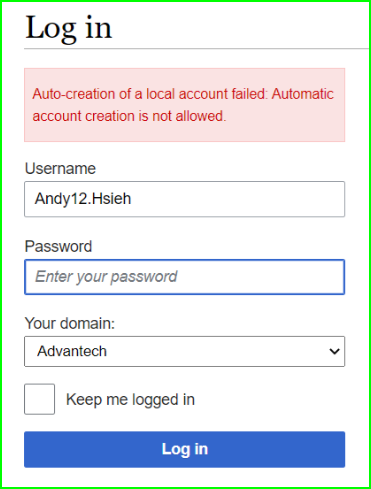 Log in
Auto-creation of a local account failed: Automatic
account creation is not allowed.
Username
Andy12.Hsieh
Password
Enter your password
Your domain:
Advantech
Keep me logged in
Log in